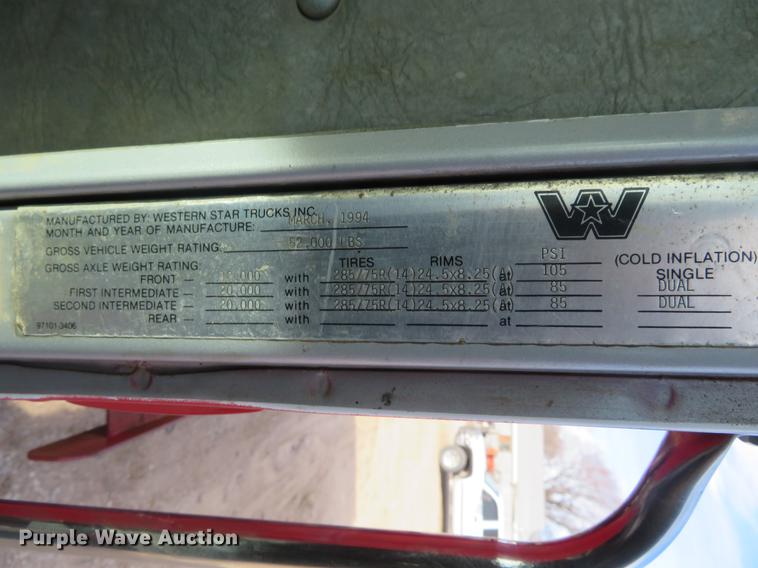 MANUFACTURED BY: WESTERN STAR TRUCKS INC.
MONTH AND YEAR OF MANUFACTURE: MARCH, 1994
GROSS VEHICLE WEIGHT RATING: 52,000 LBS
GROSS AXLE WEIGHT RATING: TIRES RIMS PSI (COLD INFLATION)
SINGLE
FRONT — with 285/75R(14)24.5x8.25(A) at 105
FIRST INTERMEDIATE — 20,000 with 285/75R(14)24.5x8.25( at 85 DUAL
SECOND INTERMEDIATE — 20,000 with 285/75R(14)24.5x8.25( at 85 DUAL
REAR — with at
97101-3406
W
Purple Wave Auction